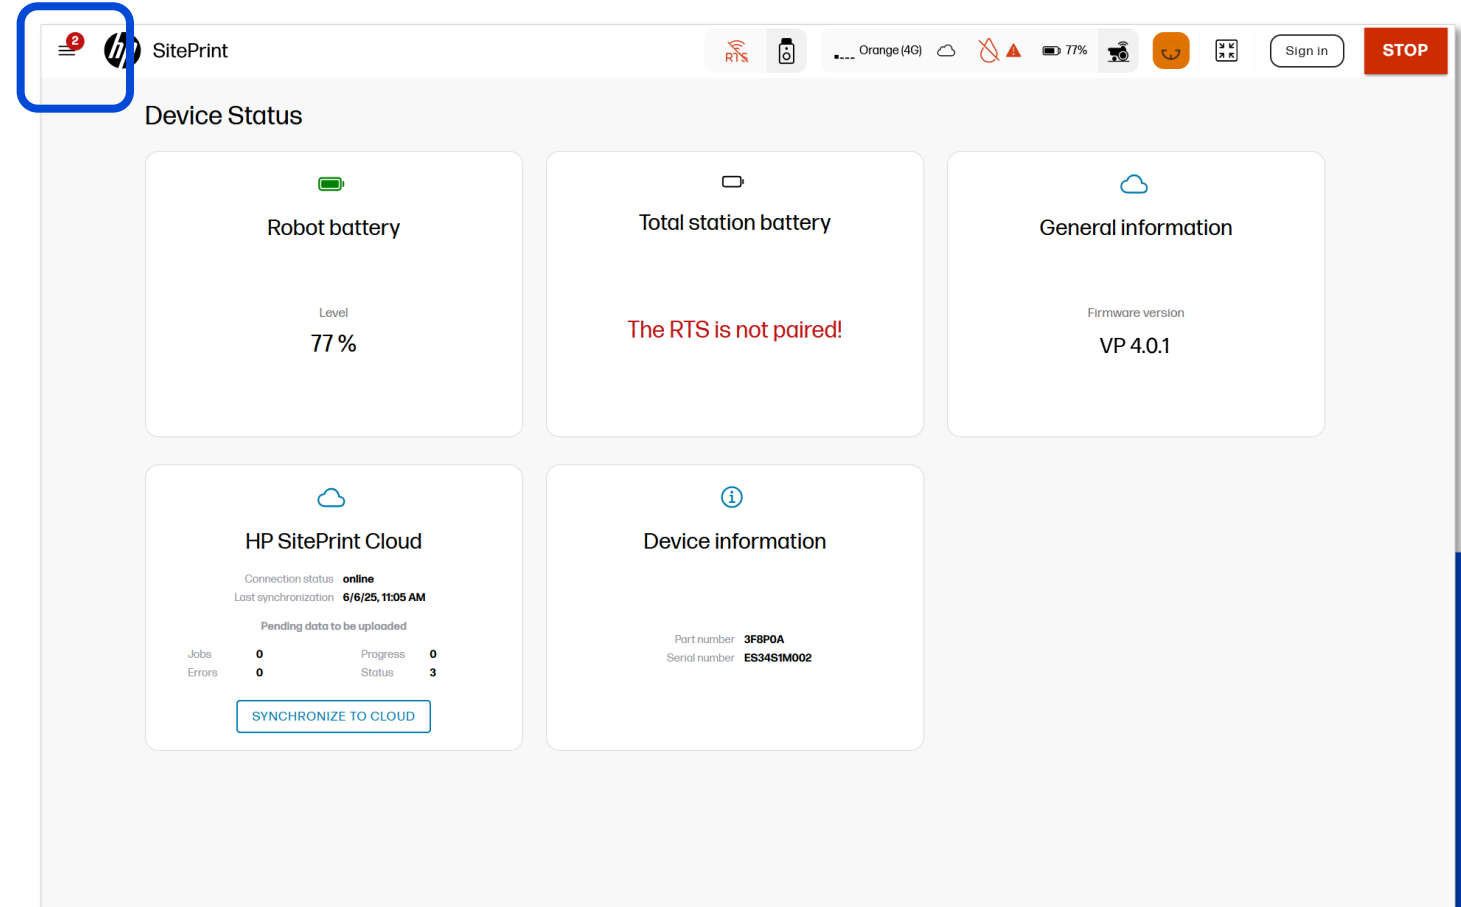 2
hp SitePrint
RTS
Orange (4G)
77%
Sign in
STOP
Device Status
Robot battery
Level
77 %
Total station battery
The RTS is not paired!
General information
Firmware version
VP 4.0.1
HP SitePrint Cloud
Connection status online
Last synchronization 6/6/25, 11:05 AM
Pending data to be uploaded
Jobs 0 Progress 0
Errors 0 Status 3
SYNCHRONIZE TO CLOUD
Device information
Part number 3F8P0A
Serial number ES34S1M002